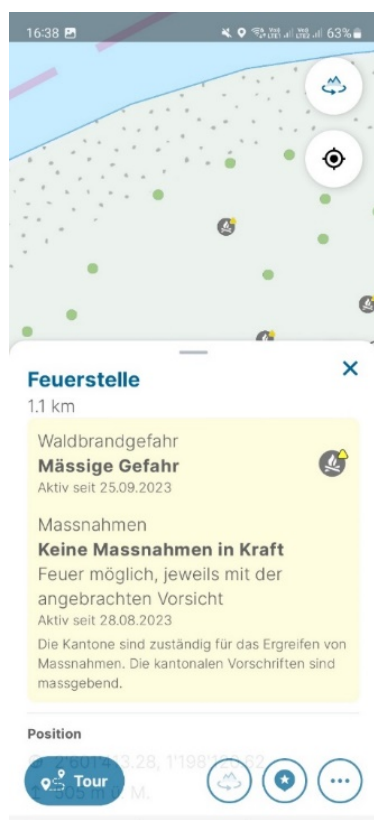 16:38
63%
Feuerstelle
1.1 km
Waldbrandgefahr
Mässige Gefahr
Aktiv seit 25.09.2023
Massnahmen
Keine Massnahmen in Kraft
Feuer möglich, jeweils mit der
angebrachten Vorsicht
Aktiv seit 28.08.2023
Die Kantone sind zuständig für das Ergreifen von
Massnahmen. Die kantonalen Vorschriften sind
massgebend.
Position
Tour